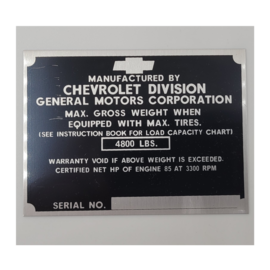 MANUFACTURED BY
CHEVROLET DIVISION
GENERAL MOTORS CORPORATION
MAX. GROSS WEIGHT WHEN
EQUIPPED WITH MAX. TIRES.
(SEE INSTRUCTION BOOK FOR LOAD CAPACITY CHART)
4800 LBS.
WARRANTY VOID IF ABOVE WEIGHT IS EXCEEDED.
CERTIFIED NET HP OF ENGINE 85 AT 3300 RPM
SERIAL NO.